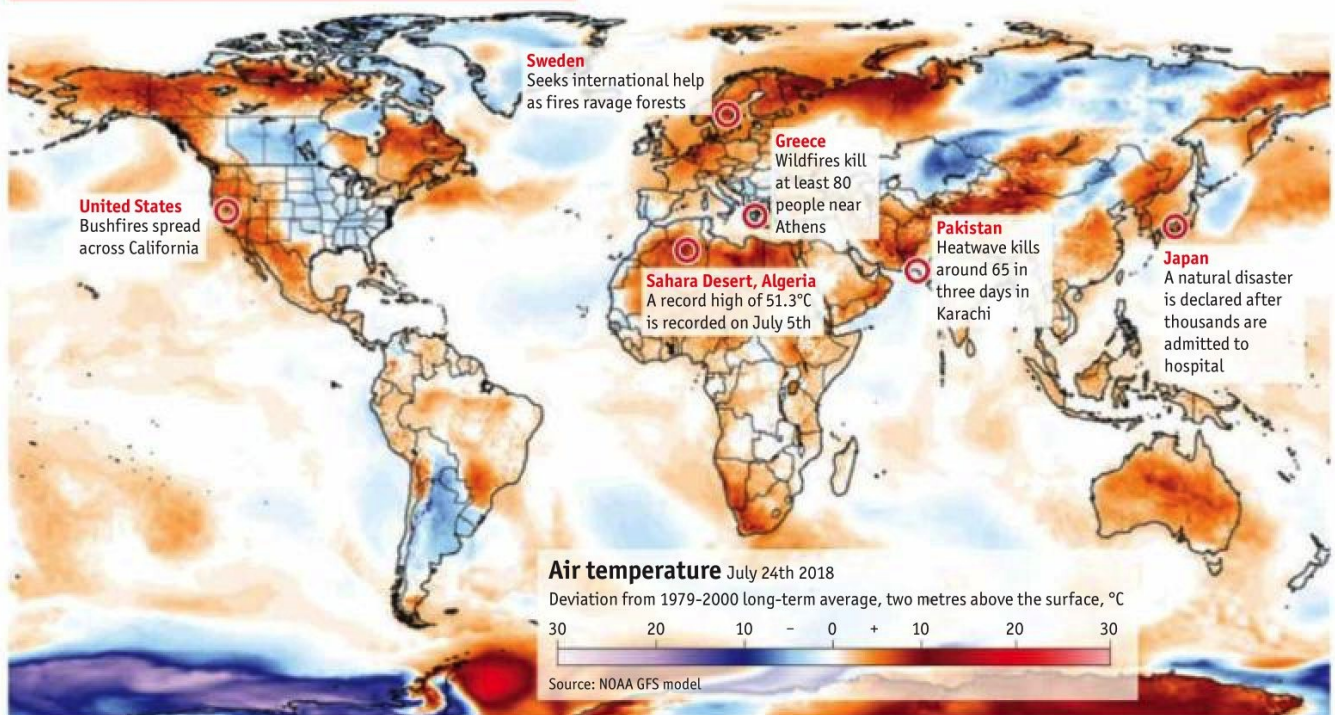 Sweden
Seeks international help
as fires ravage forests
Greece
Wildfires kill
at least 80
people near
Athens
United States
Bushfires spread
across California
Pakistan
Heatwave kills
around 65 in
three days in
Karachi
Sahara Desert, Algeria
A record high of 51.3°C
is recorded on July 5th
Japan
A natural disaster
is declared after
thousands are
admitted to
hospital
Air temperature July 24th 2018
Deviation from 1979-2000 long-term average, two metres above the surface, °C
30 20 10 – 0 + 10 20 30
Source: NOAA GFS model